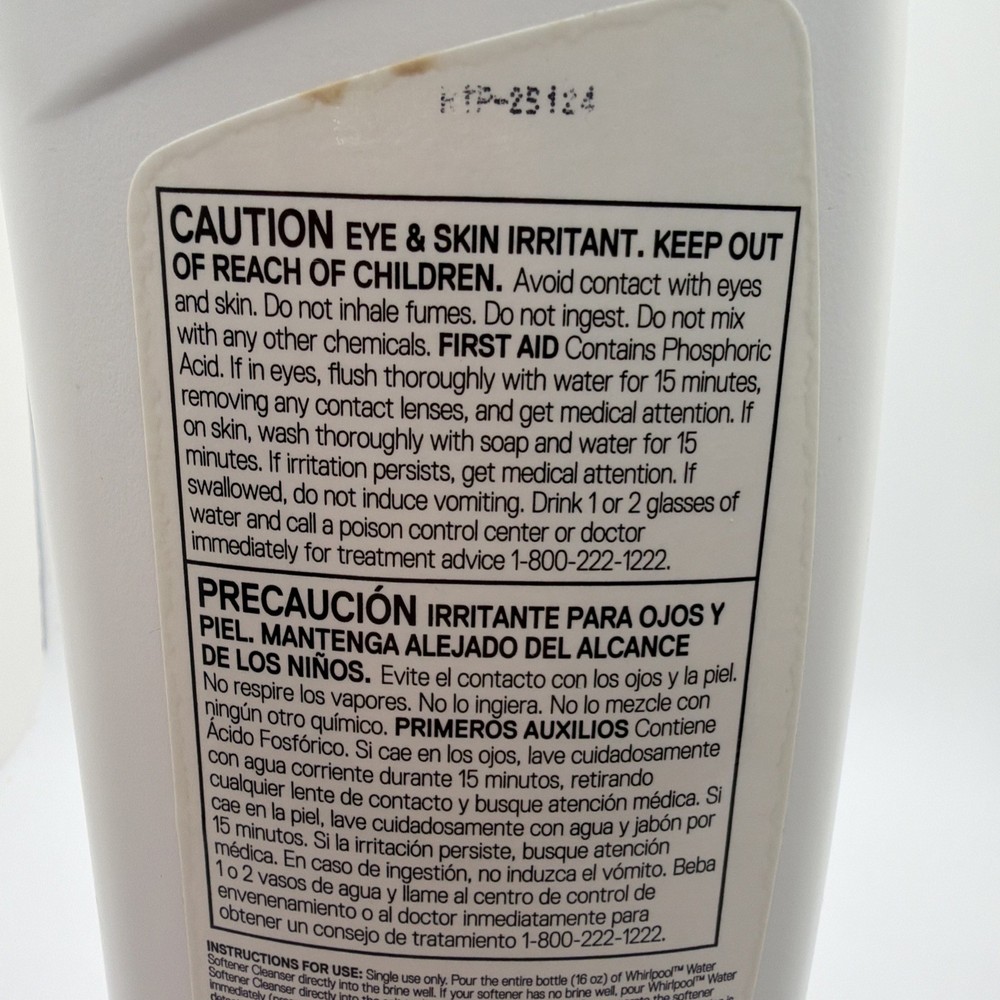 RTP-25124
CAUTION EYE & SKIN IRRITANT. KEEP OUT
OF REACH OF CHILDREN. Avoid contact with eyes
and skin. Do not inhale fumes. Do not ingest. Do not mix
with any other chemicals. FIRST AID Contains Phosphoric
Acid. If in eyes, flush thoroughly with water for 15 minutes,
removing any contact lenses, and get medical attention. If
on skin, wash thoroughly with soap and water for 15
minutes. If irritation persists, get medical attention. If
swallowed, do not induce vomiting. Drink 1 or 2 glasses of
water and call a poison control center or doctor
immediately for treatment advice 1-800-222-1222.
PRECAUCIÓN IRRITANTE PARA OJOS Y
PIEL. MANTENGA ALEJADO DEL ALCANCE
DE LOS NIÑOS. Evite el contacto con los ojos y la piel.
No respire los vapores. No lo ingiera. No lo mezcle con
ningún otro químico. PRIMEROS AUXILIOS Contiene
Ácido Fosfórico. Si cae en los ojos, lave cuidadosamente
con agua corriente durante 15 minutos, retirando
cualquier lente de contacto y busque atención médica. Si
cae en la piel, lave cuidadosamente con agua y jabón por
15 minutos. Si la irritación persiste, busque atención
médica. En caso de ingestión, no induzca el vómito. Beba
1 o 2 vasos de agua y llame al centro de control de
envenenamiento o al doctor inmediatamente para
obtener un consejo de tratamiento 1-800-222-1222.
INSTRUCTIONS FOR USE: Single use only. Pour the entire bottle (16 oz) of Whirlpool™ Water
Softener Cleanser directly into the brine well. If your softener has no brine well, pour Whirlpool™ Water
Softener Cleanser directly into the softener
immediately